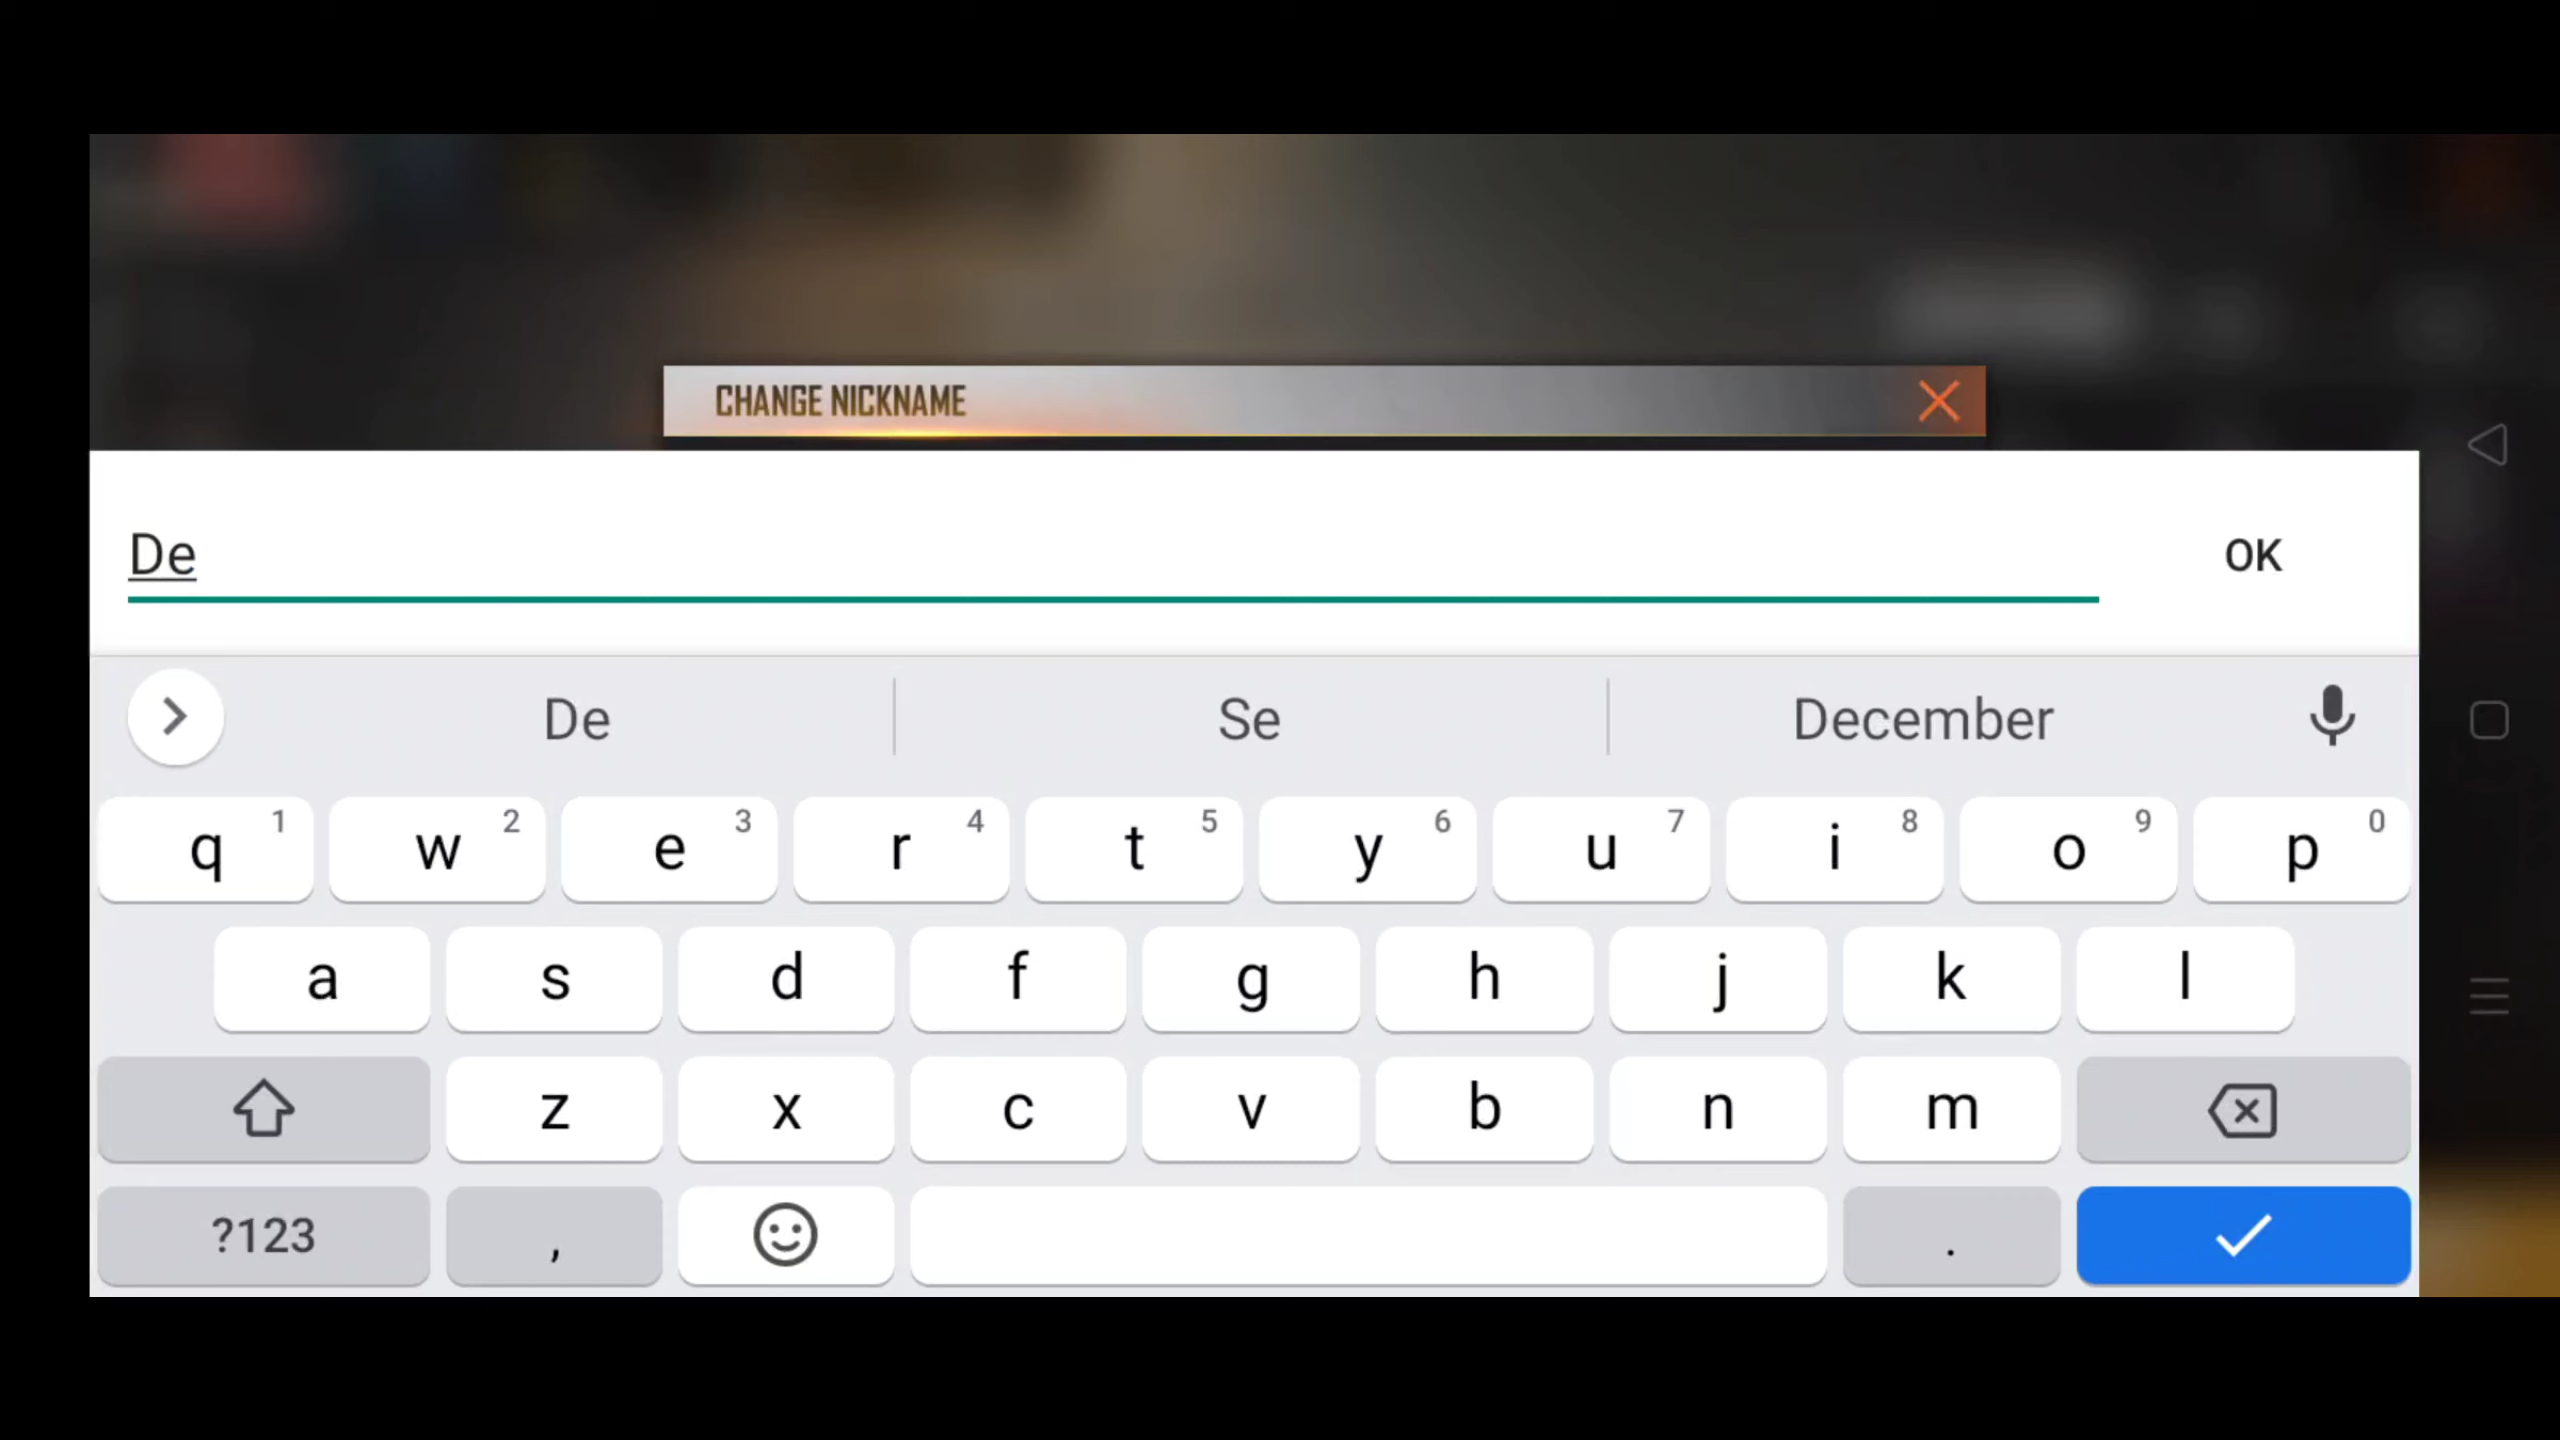 CHANGE NICKNAME
De OK
De Se December
q 1 w 2 e 3 r 4 t 5 y 6 u 7 i 8 o 9 p 0
a s d f g h j k l
z x c v b n m
?123 , .